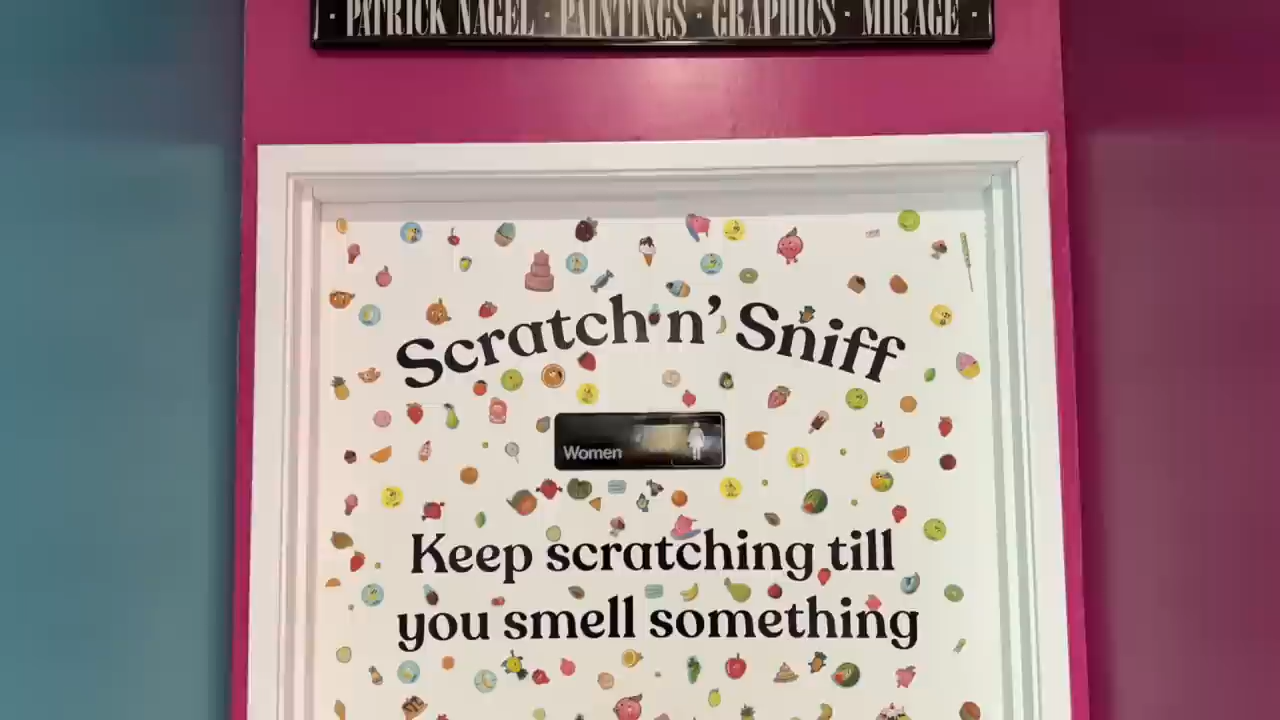 · PATRICK NAGEL · PAINTINGS · GRAPHICS · MIRAGE ·
Scratch n' Sniff
Women
Keep scratching till
you smell something